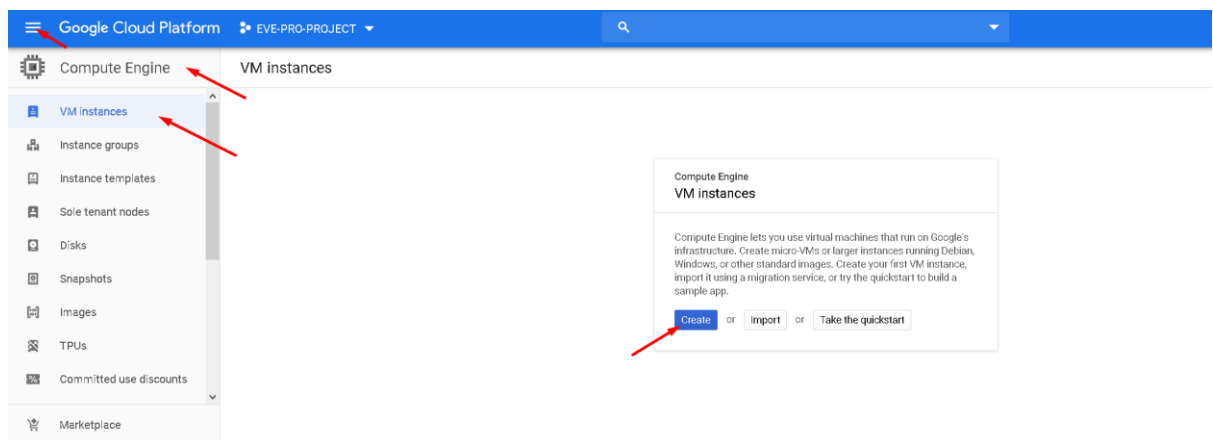 Google Cloud Platform EVE-PRO-PROJECT
Compute Engine VM instances
VM instances
Instance groups
Instance templates
Sole tenant nodes
Disks
Snapshots
Images
TPUs
Committed use discounts
Marketplace
Compute Engine
VM instances
Compute Engine lets you use virtual machines that run on Google's
infrastructure. Create micro-VMs or larger instances running Debian,
Windows, or other standard images. Create your first VM instance,
import it using a migration service, or try the quickstart to build a
sample app.
Create or Import or Take the quickstart